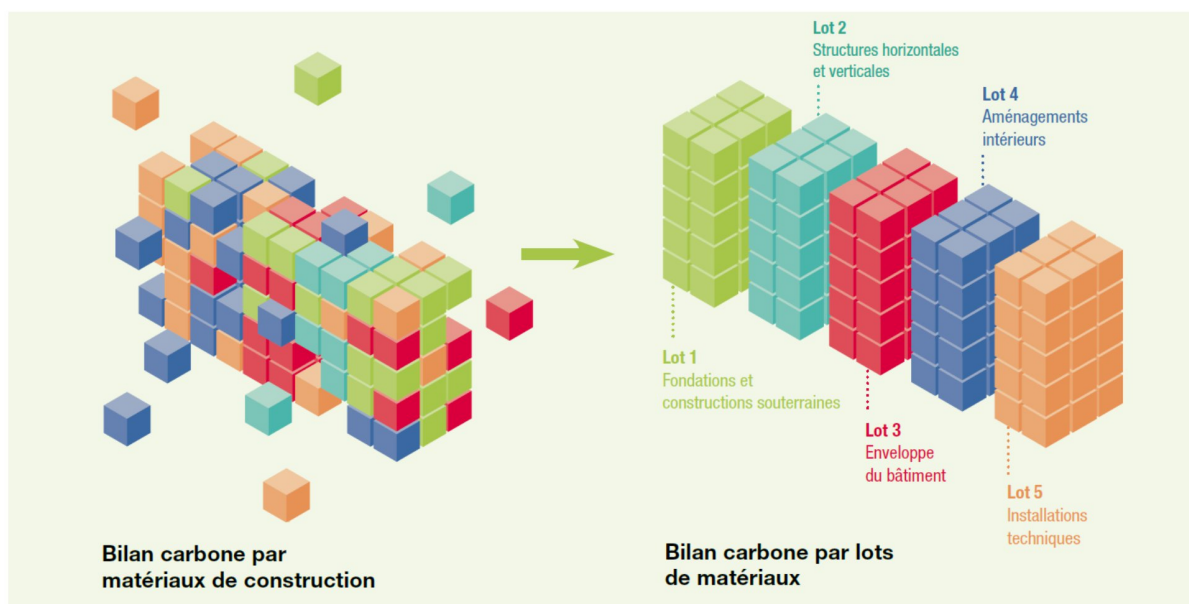 Lot 2
Structures horizontales
et verticales
Lot 4
Aménagements
intérieurs
Lot 1
Fondations et
constructions souterraines
Lot 3
Enveloppe
du bâtiment
Lot 5
Installations
techniques
Bilan carbone par
matériaux de construction
Bilan carbone par lots
de matériaux